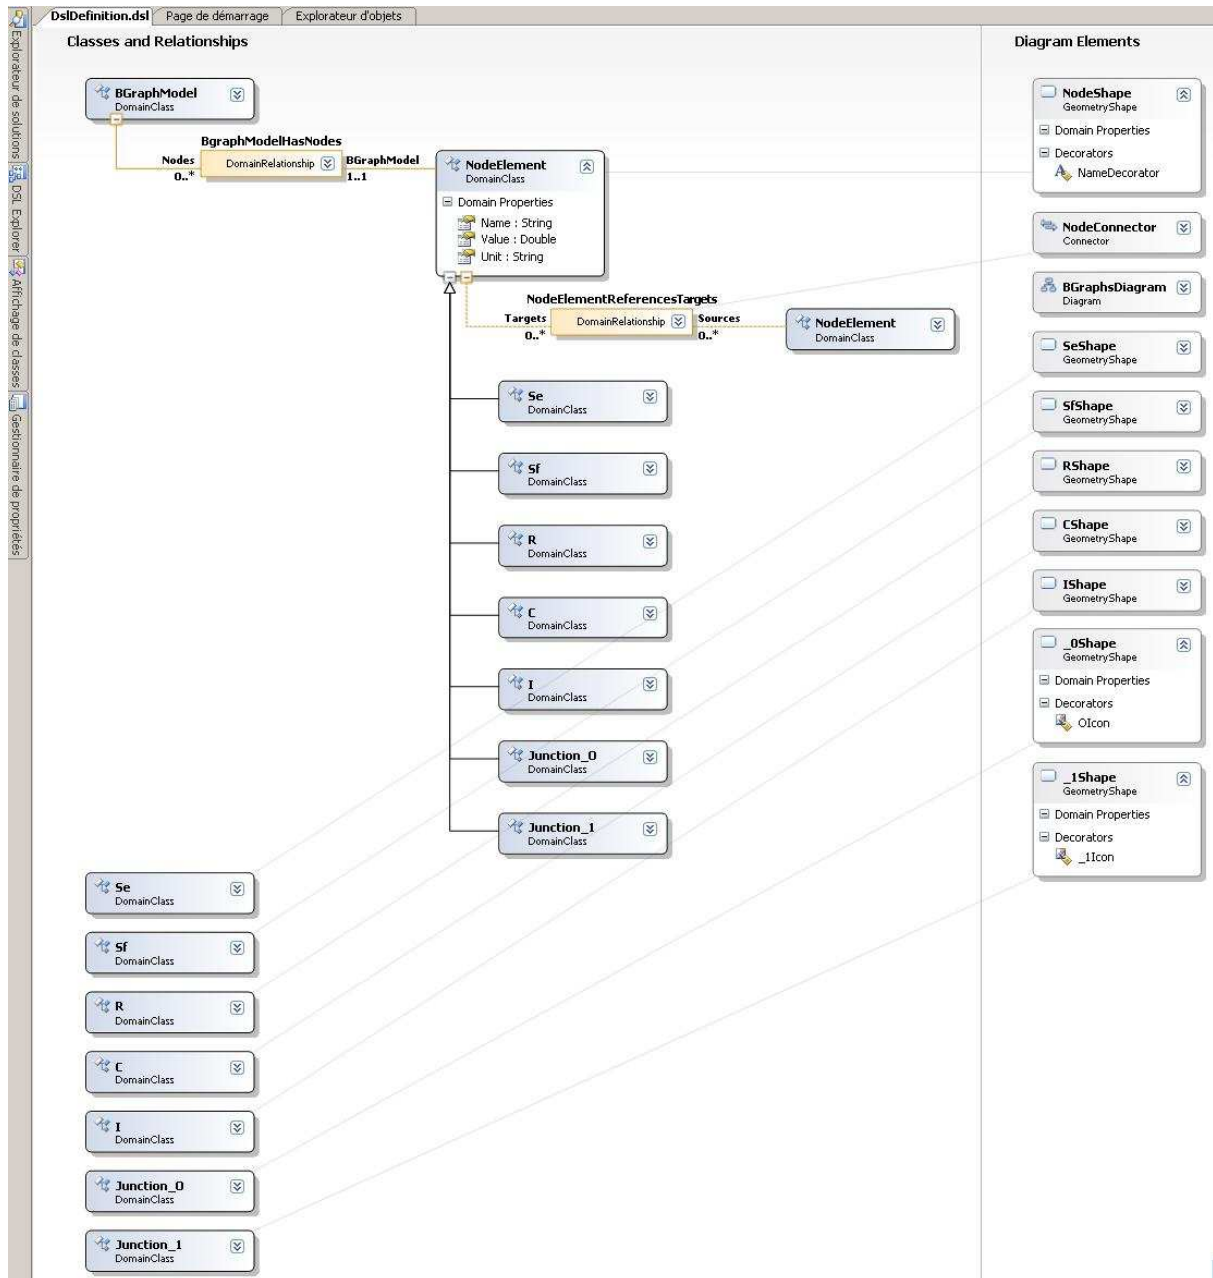 DslDefinition.dsl Page de démarrage Explorateur d'objets
Explorateur de solutions
DSL Explorer
Affichage de classes
Gestionnaire de propriétés
Classes and Relationships
BGraphModel
DomainClass
BgraphModelHasNodes
Nodes
0..*
DomainRelationship
BGraphModel
1..1
NodeElement
DomainClass
Domain Properties
Name : String
Value : Double
Unit : String
NodeElementReferencesTargets
Targets
0..*
DomainRelationship
Sources
0..*
NodeElement
DomainClass
Se
DomainClass
Sf
DomainClass
R
DomainClass
C
DomainClass
I
DomainClass
Junction_0
DomainClass
Junction_1
DomainClass
Se
DomainClass
Sf
DomainClass
R
DomainClass
C
DomainClass
I
DomainClass
Junction_0
DomainClass
Junction_1
DomainClass
Diagram Elements
NodeShape
GeometryShape
Domain Properties
Decorators
NameDecorator
NodeConnector
Connector
BGraphsDiagram
Diagram
SeShape
GeometryShape
SfShape
GeometryShape
RShape
GeometryShape
CShape
GeometryShape
IShape
GeometryShape
_0Shape
GeometryShape
Domain Properties
Decorators
OIcon
_1Shape
GeometryShape
Domain Properties
Decorators
_1Icon